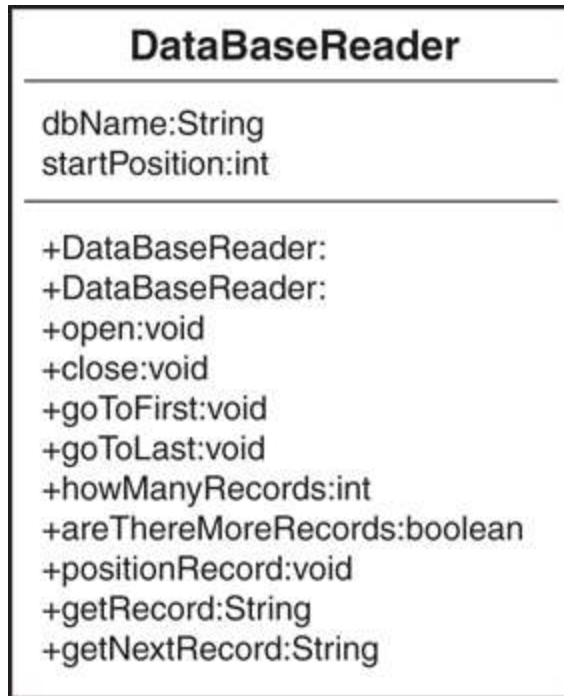 DataBaseReader
dbName:String
startPosition:int
+DataBaseReader:
+DataBaseReader:
+open:void
+close:void
+goToFirst:void
+goToLast:void
+howManyRecords:int
+areThereMoreRecords:boolean
+positionRecord:void
+getRecord:String
+getNextRecord:String